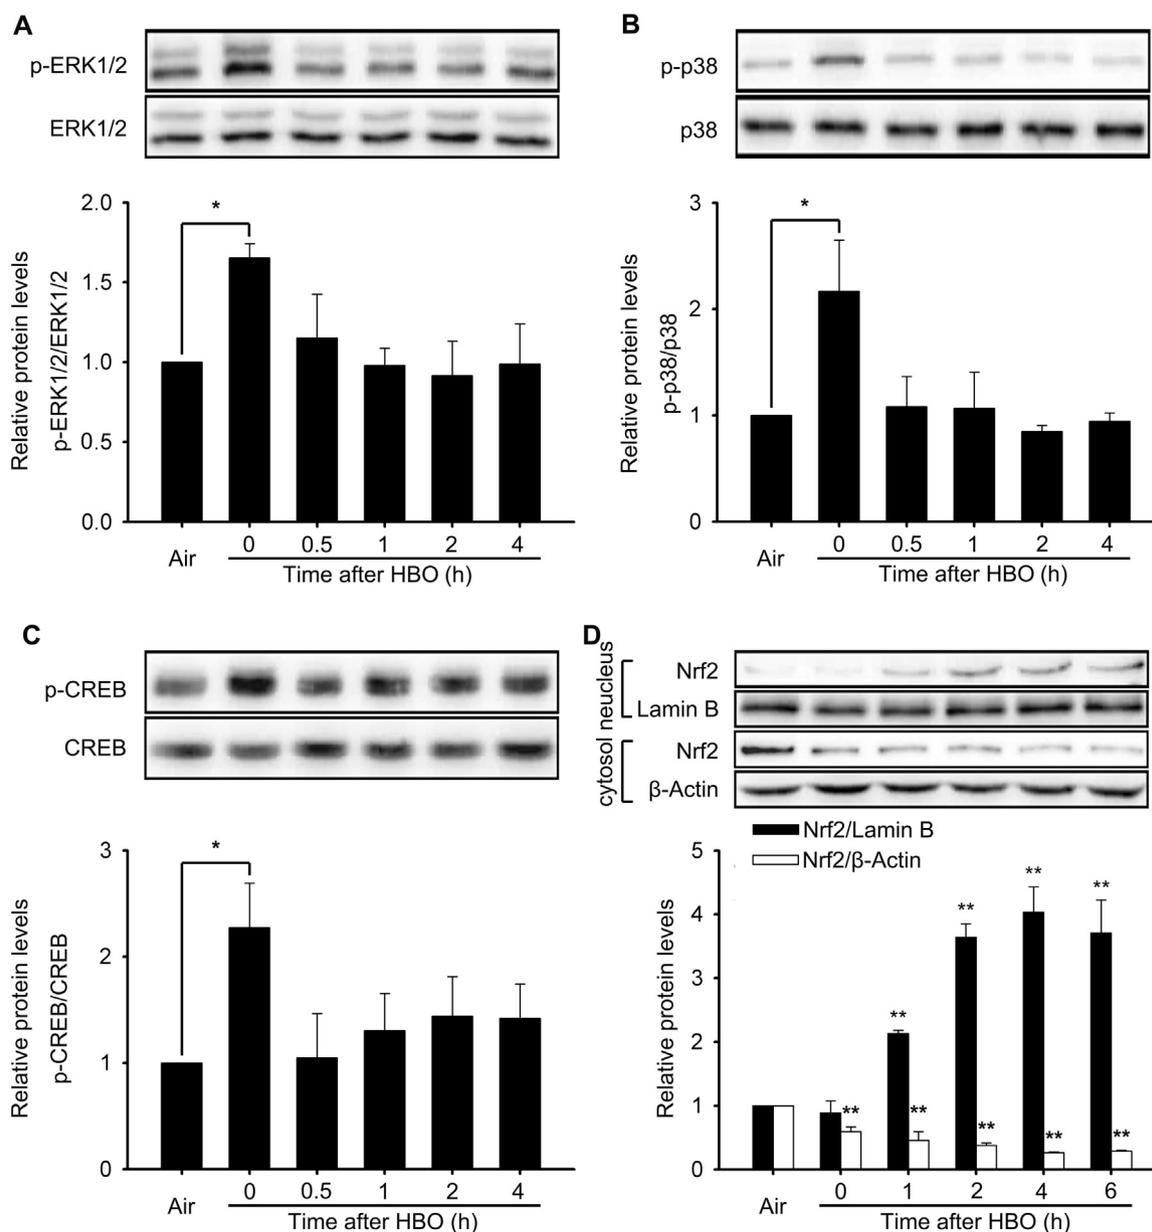 A
p-ERK1/2
ERK1/2
Relative protein levels
p-ERK1/2/ERK1/2
2.0
1.5
1.0
0.5
0.0
*
Air
0 0.5 1 2 4
Time after HBO (h)
B
p-p38
p38
Relative protein levels
p-p38/p38
3
2
1
0
*
Air
0 0.5 1 2 4
Time after HBO (h)
C
p-CREB
CREB
Relative protein levels
p-CREB/CREB
3
2
1
0
*
Air
0 0.5 1 2 4
Time after HBO (h)
D
neucleus
Nrf2
Lamin B
cytosol
Nrf2
β-Actin
Nrf2/Lamin B
Nrf2/β-Actin
Relative protein levels
5
4
3
2
1
0
** ** ** ** ** ** ** ** **
Air
0 1 2 4 6
Time after HBO (h)